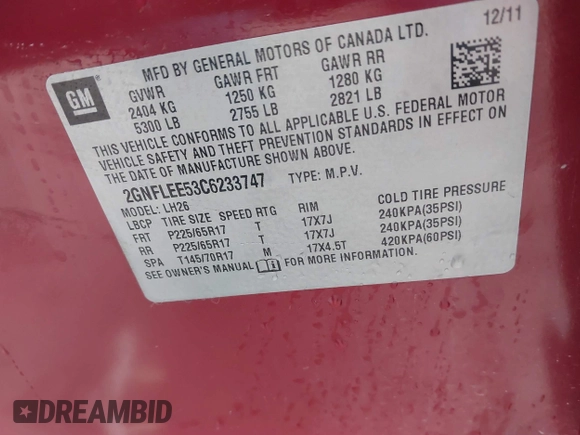 12/11
GM
MFD BY GENERAL MOTORS OF CANADA LTD.
GVWR GAWR FRT GAWR RR
2404 KG 1250 KG 1280 KG
5300 LB 2755 LB 2821 LB
THIS VEHICLE CONFORMS TO ALL APPLICABLE U.S. FEDERAL MOTOR
VEHICLE SAFETY AND THEFT PREVENTION STANDARDS IN EFFECT ON
THE DATE OF MANUFACTURE SHOWN ABOVE.
2GNFLEE53C6233747 TYPE: M.P.V.
MODEL: LH26
LBCP TIRE SIZE SPEED RTG RIM COLD TIRE PRESSURE
FRT P225/65R17 T 17X7J 240KPA(35PSI)
RR P225/65R17 T 17X7J 240KPA(35PSI)
SPA T145/70R17 M 17X4.5T 420KPA(60PSI)
SEE OWNER'S MANUAL FOR MORE INFORMATION.
DREAMBID